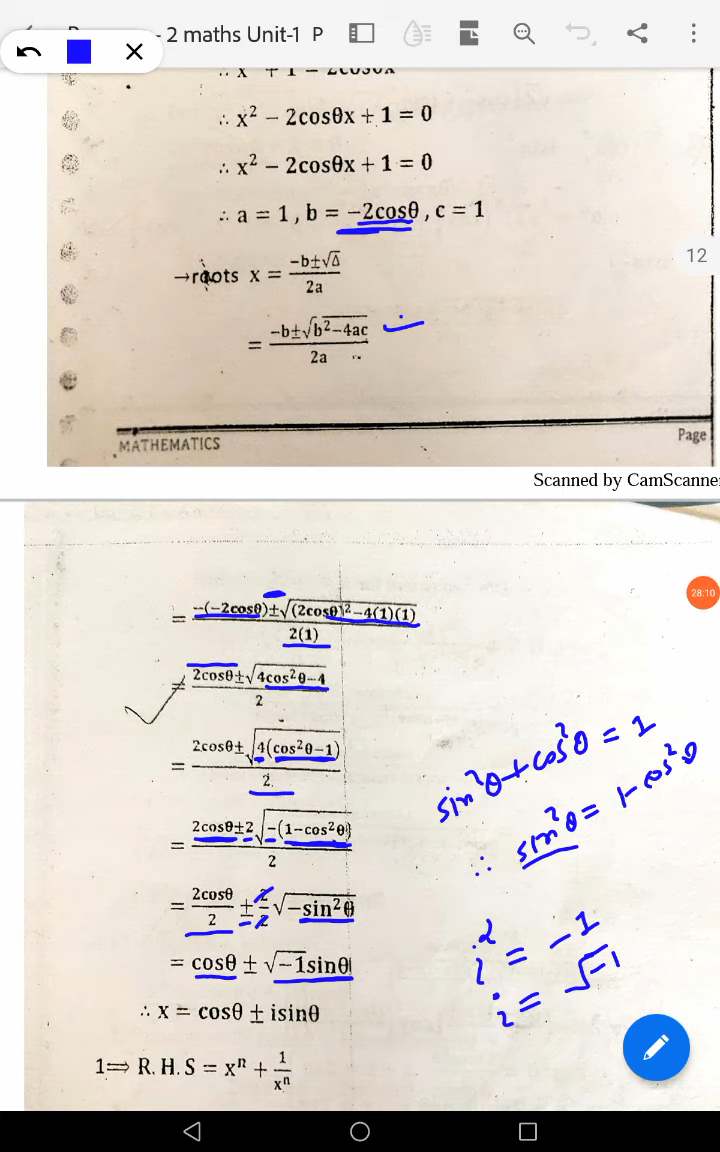 - 2 maths Unit-1 P
∴ x² − 2cosθx + 1 = 0
∴ x² − 2cosθx + 1 = 0
∴ a = 1 , b = −2cosθ , c = 1
12
→roots x = −b±√Δ / 2a
= −b±√b²−4ac / 2a
MATHEMATICS Page
Scanned by CamScanne
28:10
= −(−2cosθ)±√(2cosθ)²−4(1)(1) / 2(1)
= 2cosθ±√4cos²θ−4 / 2
= 2cosθ±√4(cos²θ−1) / 2
= 2cosθ±2√−(1−cos²θ) / 2
= 2cosθ/2 ± 2/2 √−sin²θ
= cosθ ± √−1sinθ
∴ x = cosθ ± isinθ
1⟹ R.H.S = xⁿ + 1/xⁿ
sin²θ + cos²θ = 1
∴ sin²θ = 1 - cos²θ
i² = -1
i = √-1